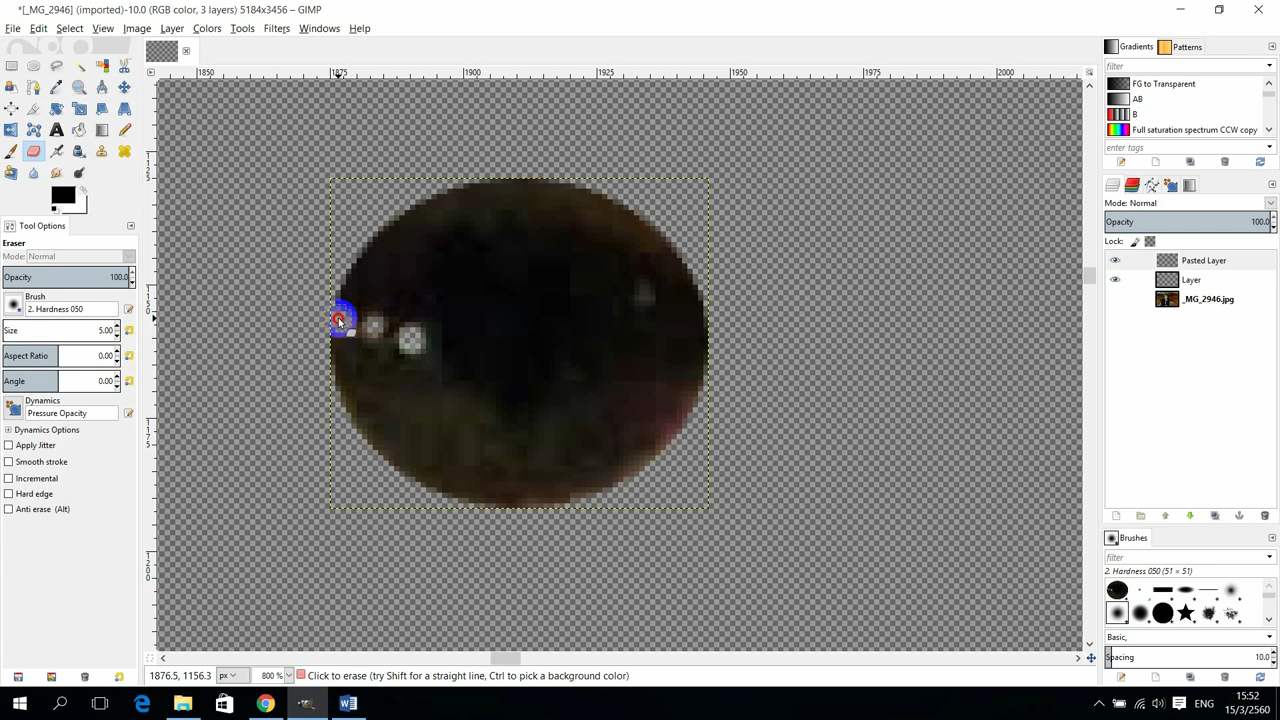 *[_MG_2946] (imported)-10.0 (RGB color, 3 layers) 5184x3456 – GIMP
File Edit Select View Image Layer Colors Tools Filters Windows Help
Gradients Patterns
filter
1850 1875 1900 1925 1950 1975 2000
FG to Transparent
AB
B
Full saturation spectrum CCW copy
enter tags
Mode: Normal
Opacity 100.0
Lock:
Tool Options
Eraser
Mode: Normal
Opacity 100.0
Brush
2. Hardness 050
Size 5.00
Aspect Ratio 0.00
Angle 0.00
Dynamics
Pressure Opacity
Dynamics Options
Apply Jitter
Smooth stroke
Incremental
Hard edge
Anti erase (Alt)
Pasted Layer
Layer
_MG_2946.jpg
Brushes
filter
2. Hardness 050 (51 × 51)
Basic,
Spacing 10.0
1876.5, 1156.3 px 800 % Click to erase (try Shift for a straight line, Ctrl to pick a background color)
ENG
15:52
15/3/2560